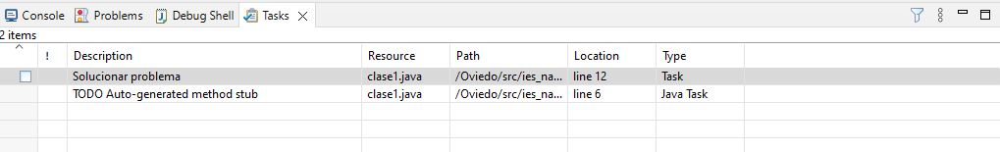 Console Problems Debug Shell Tasks
2 items
! Description Resource Path Location Type
Solucionar problema clase1.java /Oviedo/src/ies_na... line 12 Task
TODO Auto-generated method stub clase1.java /Oviedo/src/ies_na... line 6 Java Task